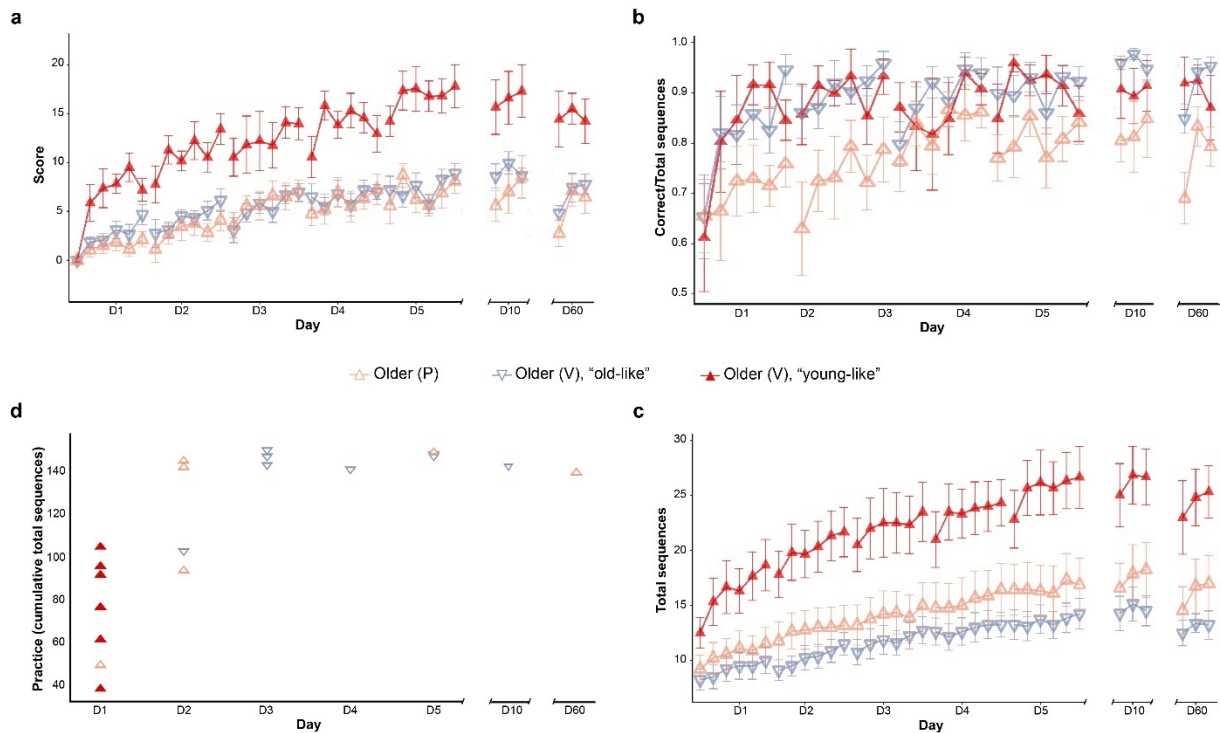 a
Score
20
15
10
5
0
D1 D2 D3 D4 D5 D10 D60
Day
b
Correct/Total sequences
1.0
0.9
0.8
0.7
0.6
0.5
D1 D2 D3 D4 D5 D10 D60
Day
Older (P) Older (V), "old-like" Older (V), "young-like"
d
Practice (cumulative total sequences)
140
120
100
80
60
40
D1 D2 D3 D4 D5 D10 D60
Day
c
Total sequences
30
25
20
15
10
D1 D2 D3 D4 D5 D10 D60
Day